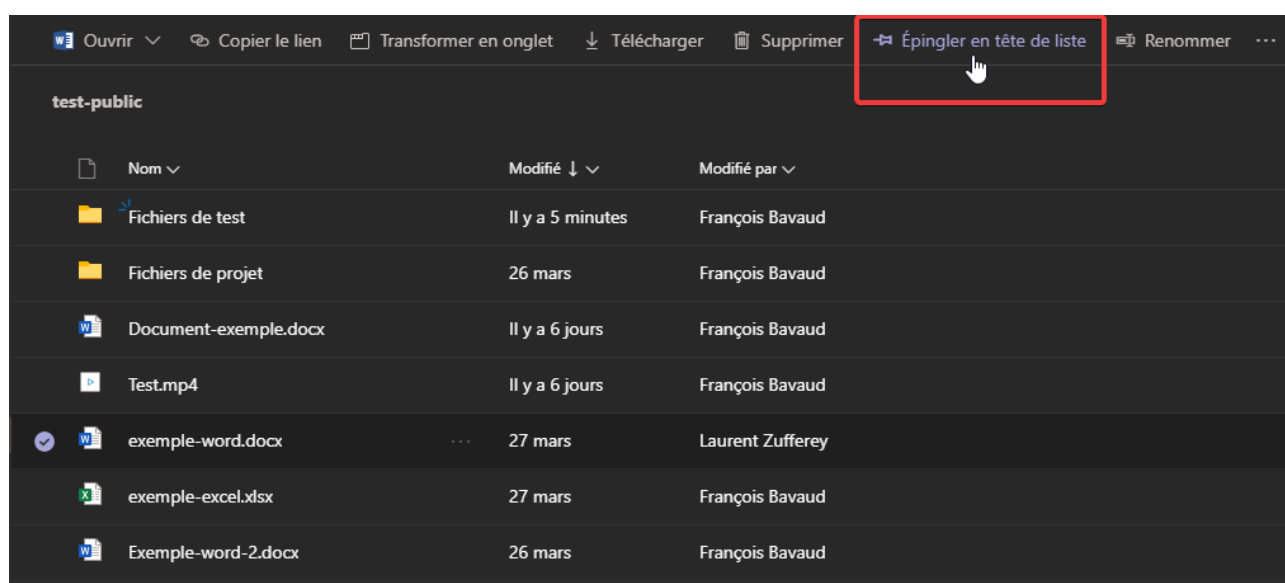 Ouvrir Copier le lien Transformer en onglet Télécharger Supprimer Épingler en tête de liste Renommer ...
test-public
Nom Modifié ↓ Modifié par
Fichiers de test Il y a 5 minutes François Bavaud
Fichiers de projet 26 mars François Bavaud
Document-exemple.docx Il y a 6 jours François Bavaud
Test.mp4 Il y a 6 jours François Bavaud
exemple-word.docx ... 27 mars Laurent Zufferey
exemple-excel.xlsx 27 mars François Bavaud
Exemple-word-2.docx 26 mars François Bavaud